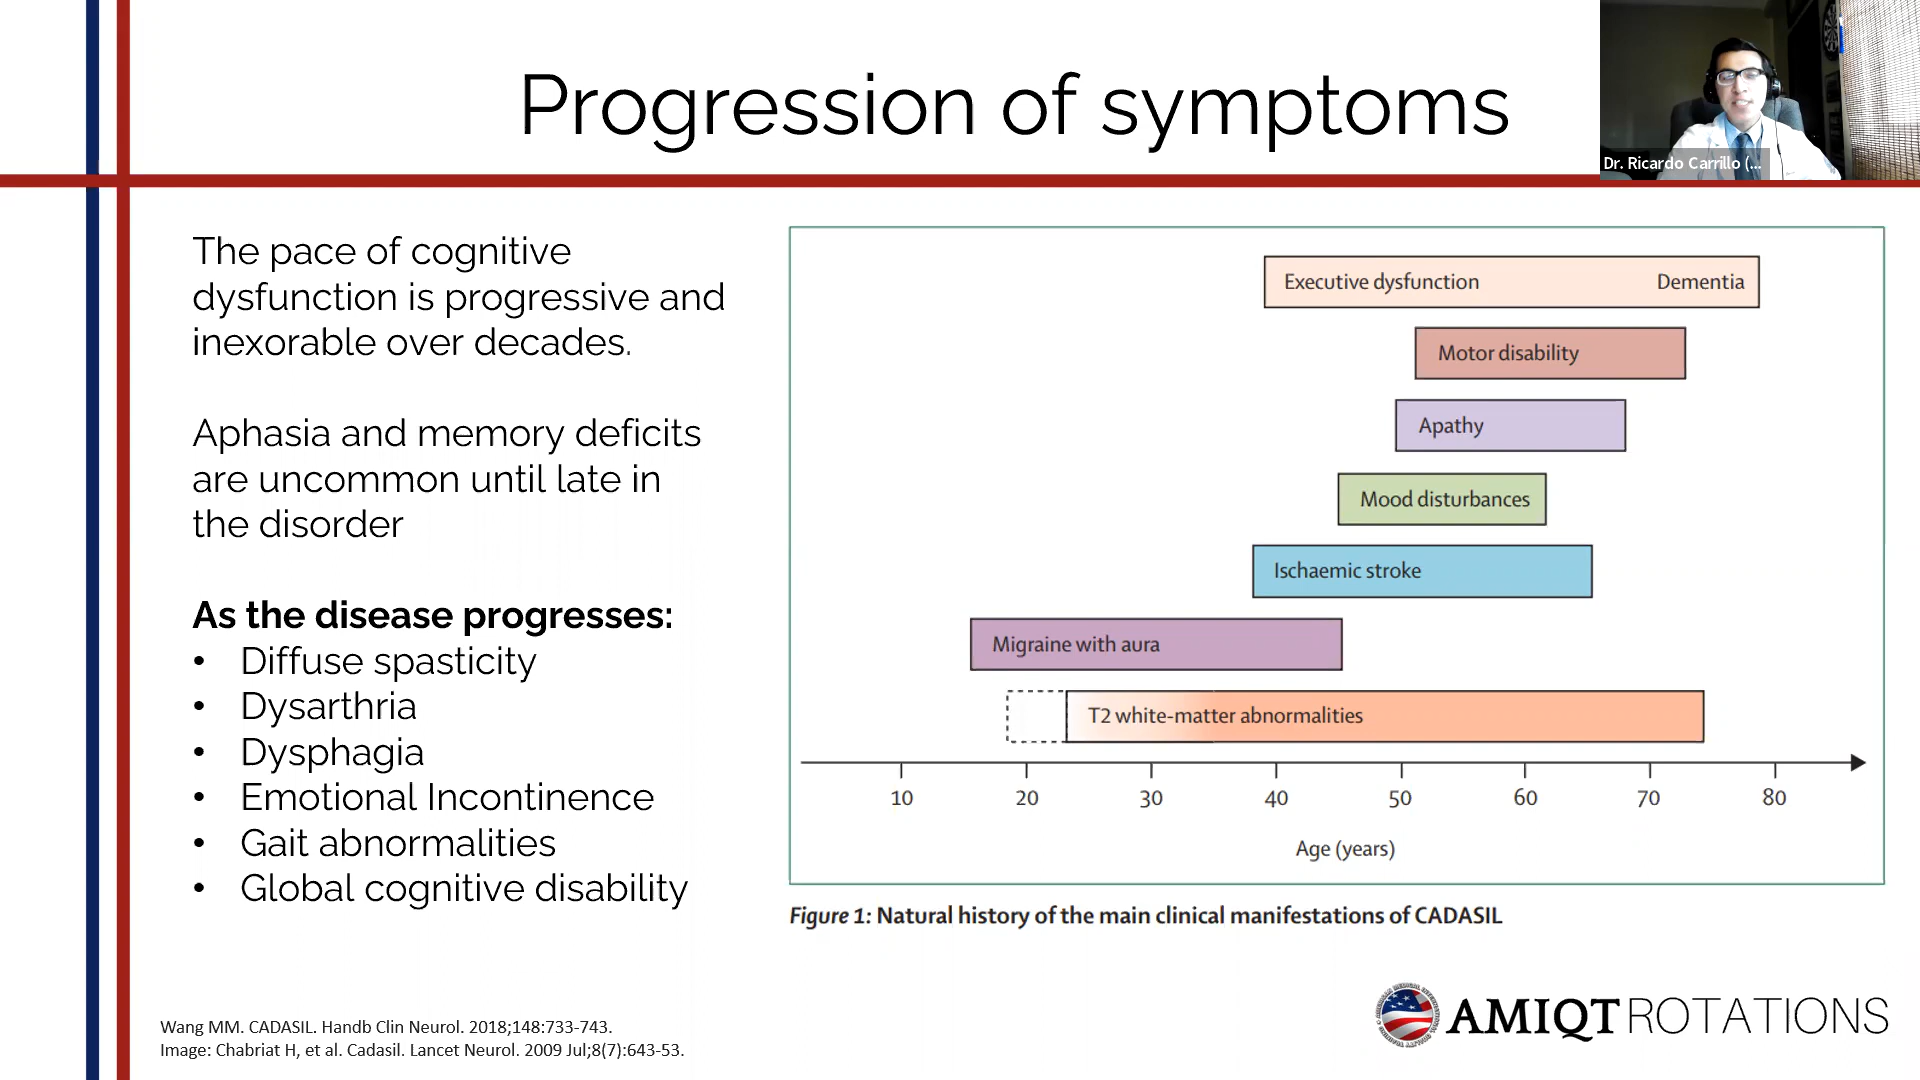 Progression of symptoms
Dr. Ricardo Carrillo (...
The pace of cognitive
dysfunction is progressive and
inexorable over decades.
Aphasia and memory deficits
are uncommon until late in
the disorder
As the disease progresses:
• Diffuse spasticity
• Dysarthria
• Dysphagia
• Emotional Incontinence
• Gait abnormalities
• Global cognitive disability
Executive dysfunction Dementia
Motor disability
Apathy
Mood disturbances
Ischaemic stroke
Migraine with aura
T2 white-matter abnormalities
10 20 30 40 50 60 70 80
Age (years)
Figure 1: Natural history of the main clinical manifestations of CADASIL
Wang MM. CADASIL. Handb Clin Neurol. 2018;148:733-743.
Image: Chabriat H, et al. Cadasil. Lancet Neurol. 2009 Jul;8(7):643-53.
AMIQT ROTATIONS